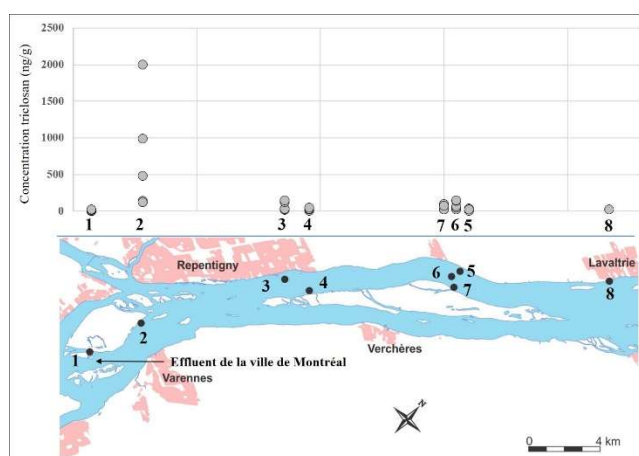 Concentration triclosan (ng/g)
2500
2000
1500
1000
500
0
1 2 3 4 7 6 5 8
Repentigny
Lavaltrie
3 4 6 5 7 8
2
1
Effluent de la ville de Montréal
Varennes
Verchères
N
0 4 km